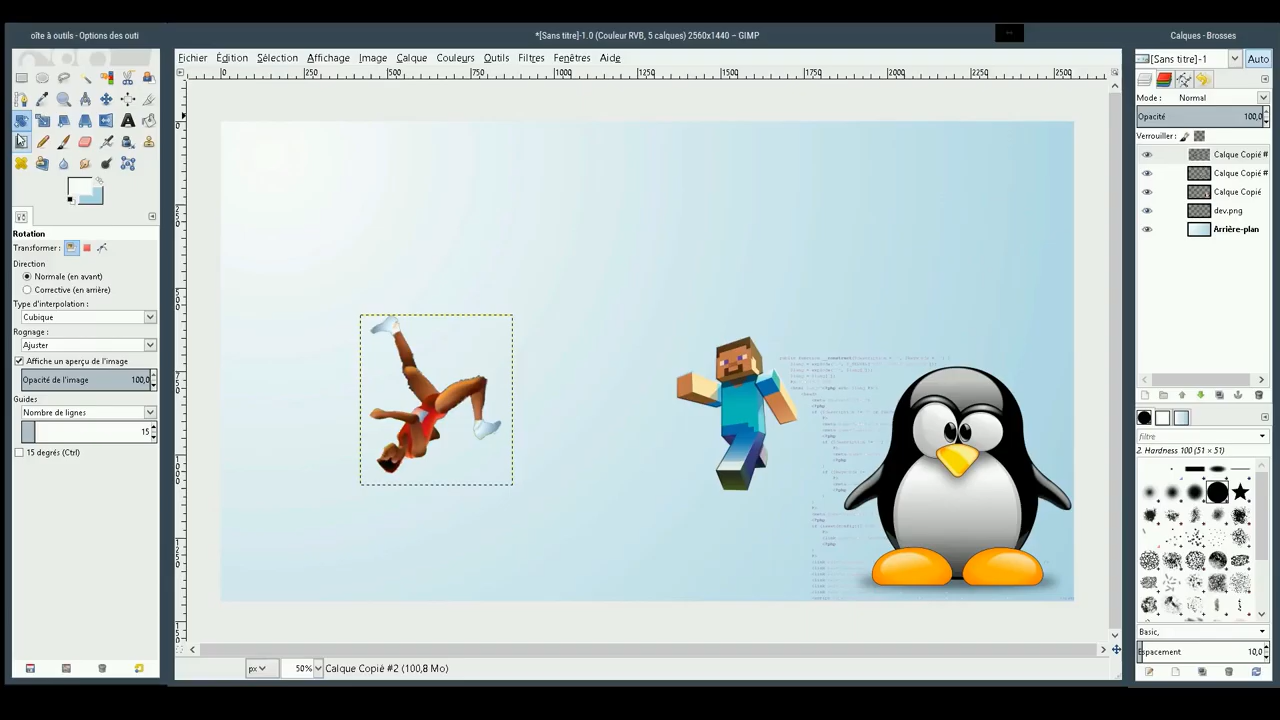 oîte à outils - Options des outi
*[Sans titre]-1.0 (Couleur RVB, 5 calques) 2560x1440 – GIMP
Calques - Brosses
Fichier Édition Sélection Affichage Image Calque Couleurs Outils Filtres Fenêtres Aide
[Sans titre]-1
Auto
0 250 500 750 1000 1250 1500 1750 2000 2250 2500
Mode : Normal
Opacité 100,0
Verrouiller :
Calque Copié #
Calque Copié #
Calque Copié
dev.png
Arrière-plan
Rotation
Transformer :
Direction
Normale (en avant)
Corrective (en arrière)
Type d'interpolation :
Cubique
Rognage :
Ajuster
Affiche un aperçu de l'image
Opacité de l'image 100,0
Guides
Nombre de lignes
15
15 degrés (Ctrl)
filtre
2. Hardness 100 (51 × 51)
Basic,
Espacement 10,0
px
50%
Calque Copié #2 (100,8 Mo)